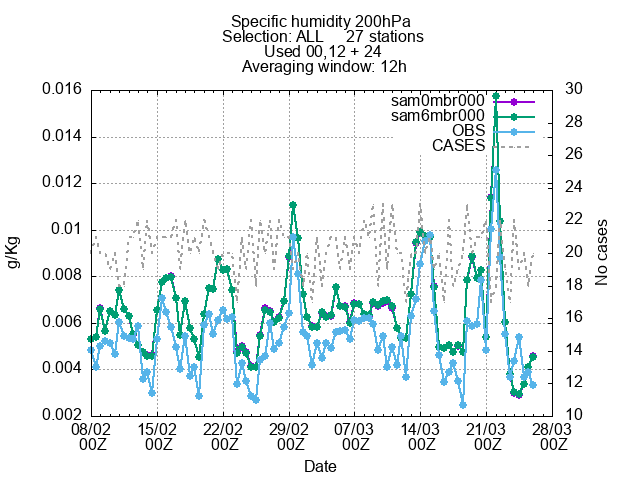 Specific humidity 200hPa
Selection: ALL 27 stations
Used 00,12 + 24
Averaging window: 12h
sam0mbr000
sam6mbr000
OBS
CASES
g/Kg
No cases
0.016
0.014
0.012
0.01
0.008
0.006
0.004
0.002
30
28
26
24
22
20
18
16
14
12
10
08/02 15/02 22/02 29/02 07/03 14/03 21/03 28/03
00Z 00Z 00Z 00Z 00Z 00Z 00Z 00Z
Date